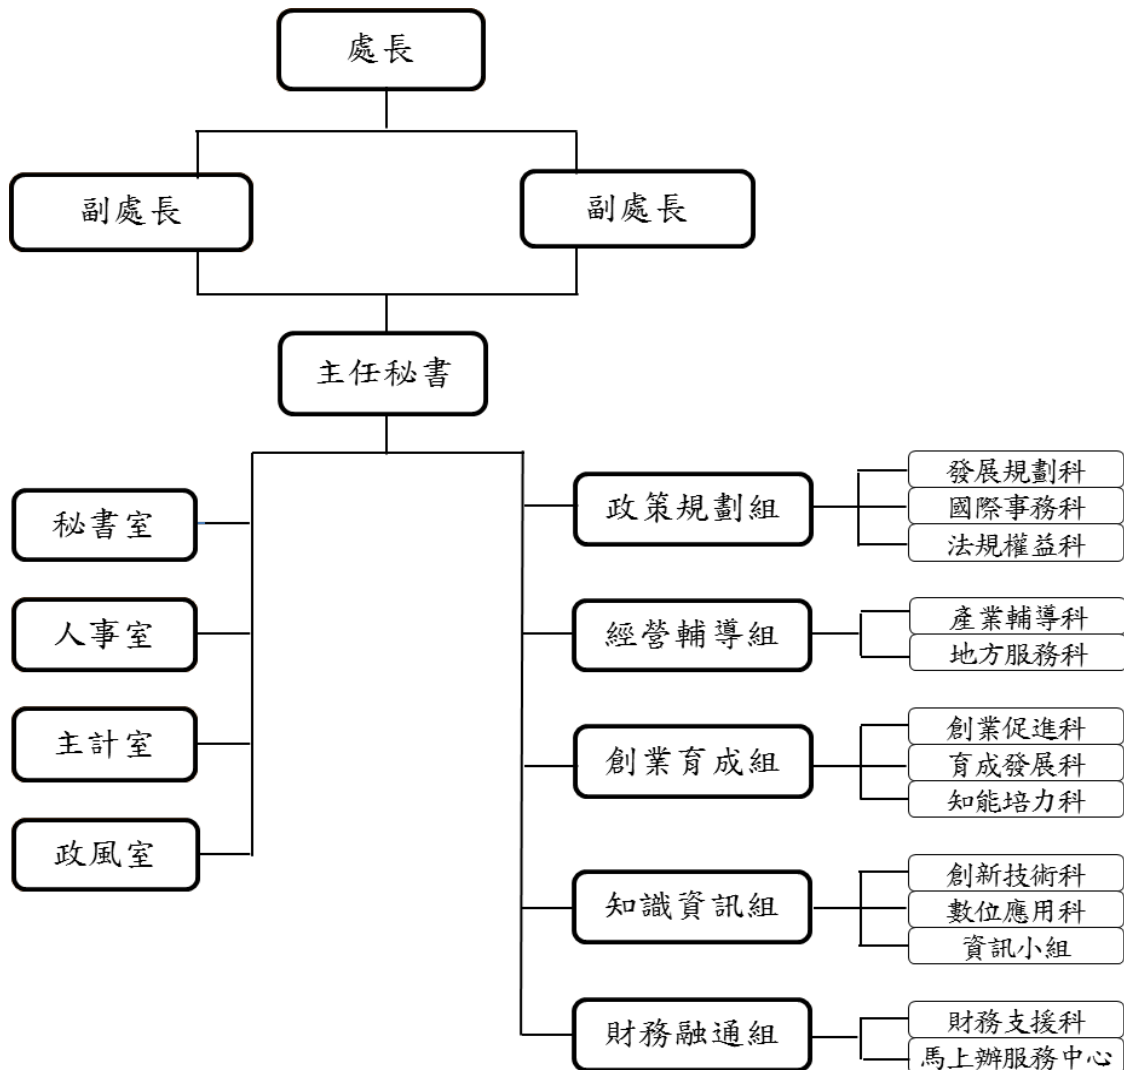 處長
副處長
副處長
主任秘書
秘書室
人事室
主計室
政風室
政策規劃組
發展規劃科
國際事務科
法規權益科
經營輔導組
產業輔導科
地方服務科
創業育成組
創業促進科
育成發展科
知能培力科
知識資訊組
創新技術科
數位應用科
資訊小組
財務融通組
財務支援科
馬上辦服務中心